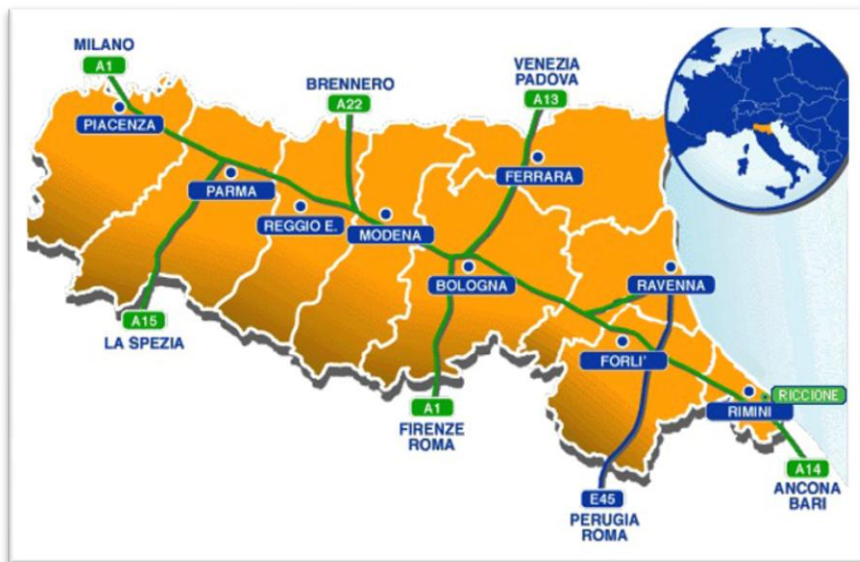 MILANO
A1
PIACENZA
BRENNERO
A22
VENEZIA
PADOVA
A13
FERRARA
PARMA
REGGIO E.
MODENA
BOLOGNA
RAVENNA
A15
LA SPEZIA
FORLI'
RICCIONE
RIMINI
A1
FIRENZE
ROMA
A14
ANCONA
BARI
E45
PERUGIA
ROMA